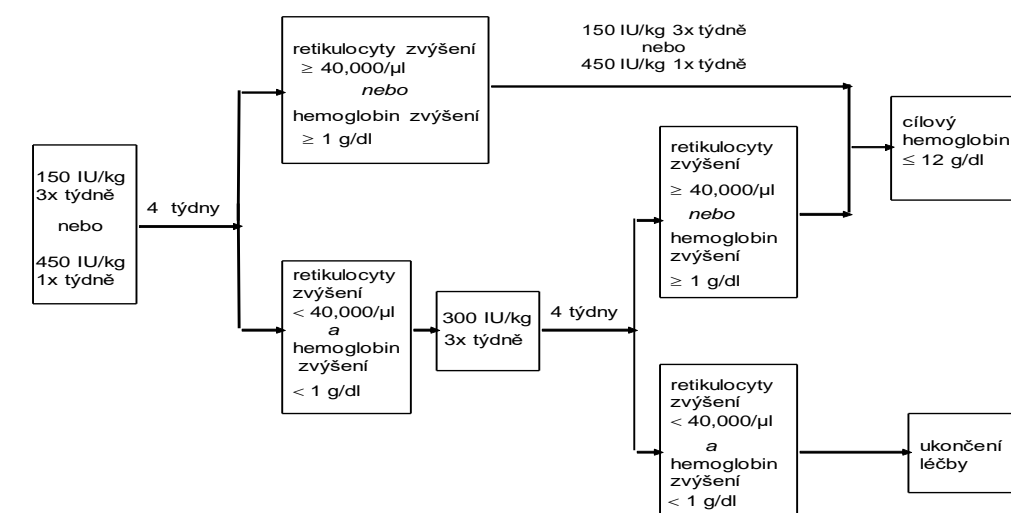 150 IU/kg
3x týdně
nebo
450 IU/kg
1x týdně
4 týdny
retikulocyty zvýšení
≥ 40,000/µl
nebo
hemoglobin zvýšení
≥ 1 g/dl
150 IU/kg 3x týdně
nebo
450 IU/kg 1x týdně
retikulocyty
zvýšení
< 40,000/µl
a
hemoglobin
zvýšení
< 1 g/dl
300 IU/kg
3x týdně
4 týdny
retikulocyty
zvýšení
≥ 40,000/µl
nebo
hemoglobin
zvýšení
≥ 1 g/dl
cílový
hemoglobin
≤ 12 g/dl
retikulocyty
zvýšení
< 40,000/µl
a
hemoglobin
zvýšení
< 1 g/dl
ukončení
léčby